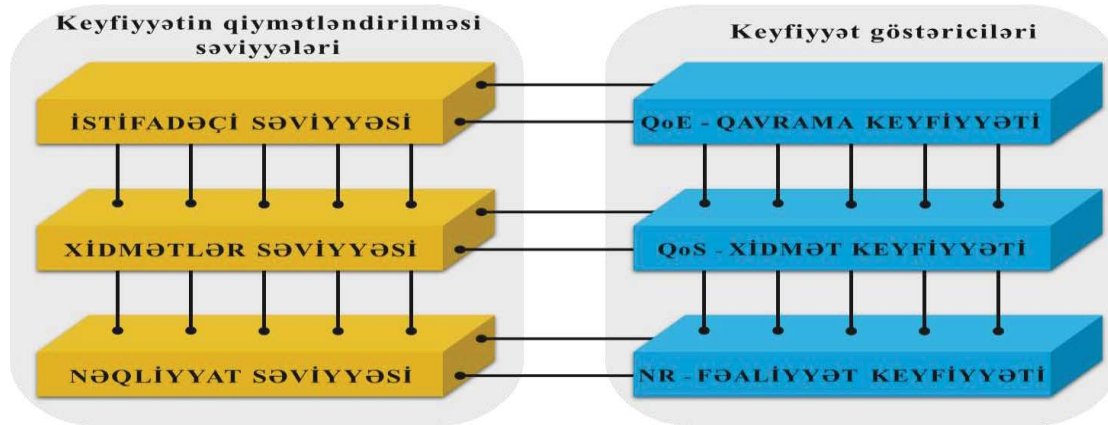 Keyfiyyətin qiymətləndirilməsi
səviyyələri
İSTİFADƏÇİ SƏVİYYƏSİ
XİDMƏTLƏR SƏVİYYƏSİ
NƏQLİYYAT SƏVİYYƏSİ
Keyfiyyət göstəriciləri
QoE - QAVRAMA KEYFİYYƏTİ
QoS - XİDMƏT KEYFİYYƏTİ
NR - FƏALİYYƏT KEYFİYYƏTİ